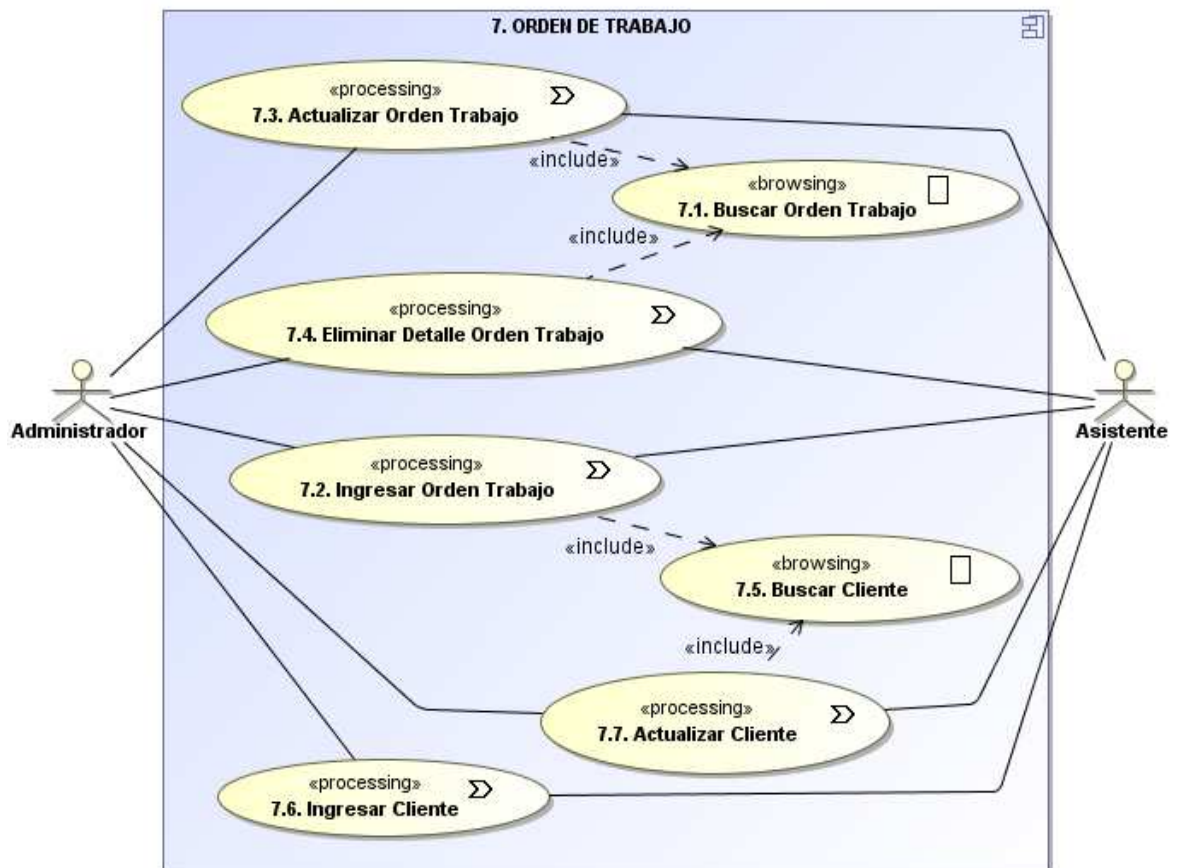 7. ORDEN DE TRABAJO
«processing»
7.3. Actualizar Orden Trabajo
«include»
«browsing»
7.1. Buscar Orden Trabajo
«include»
«processing»
7.4. Eliminar Detalle Orden Trabajo
Administrador
Asistente
«processing»
7.2. Ingresar Orden Trabajo
«include»
«browsing»
7.5. Buscar Cliente
«include»
«processing»
7.7. Actualizar Cliente
«processing»
7.6. Ingresar Cliente